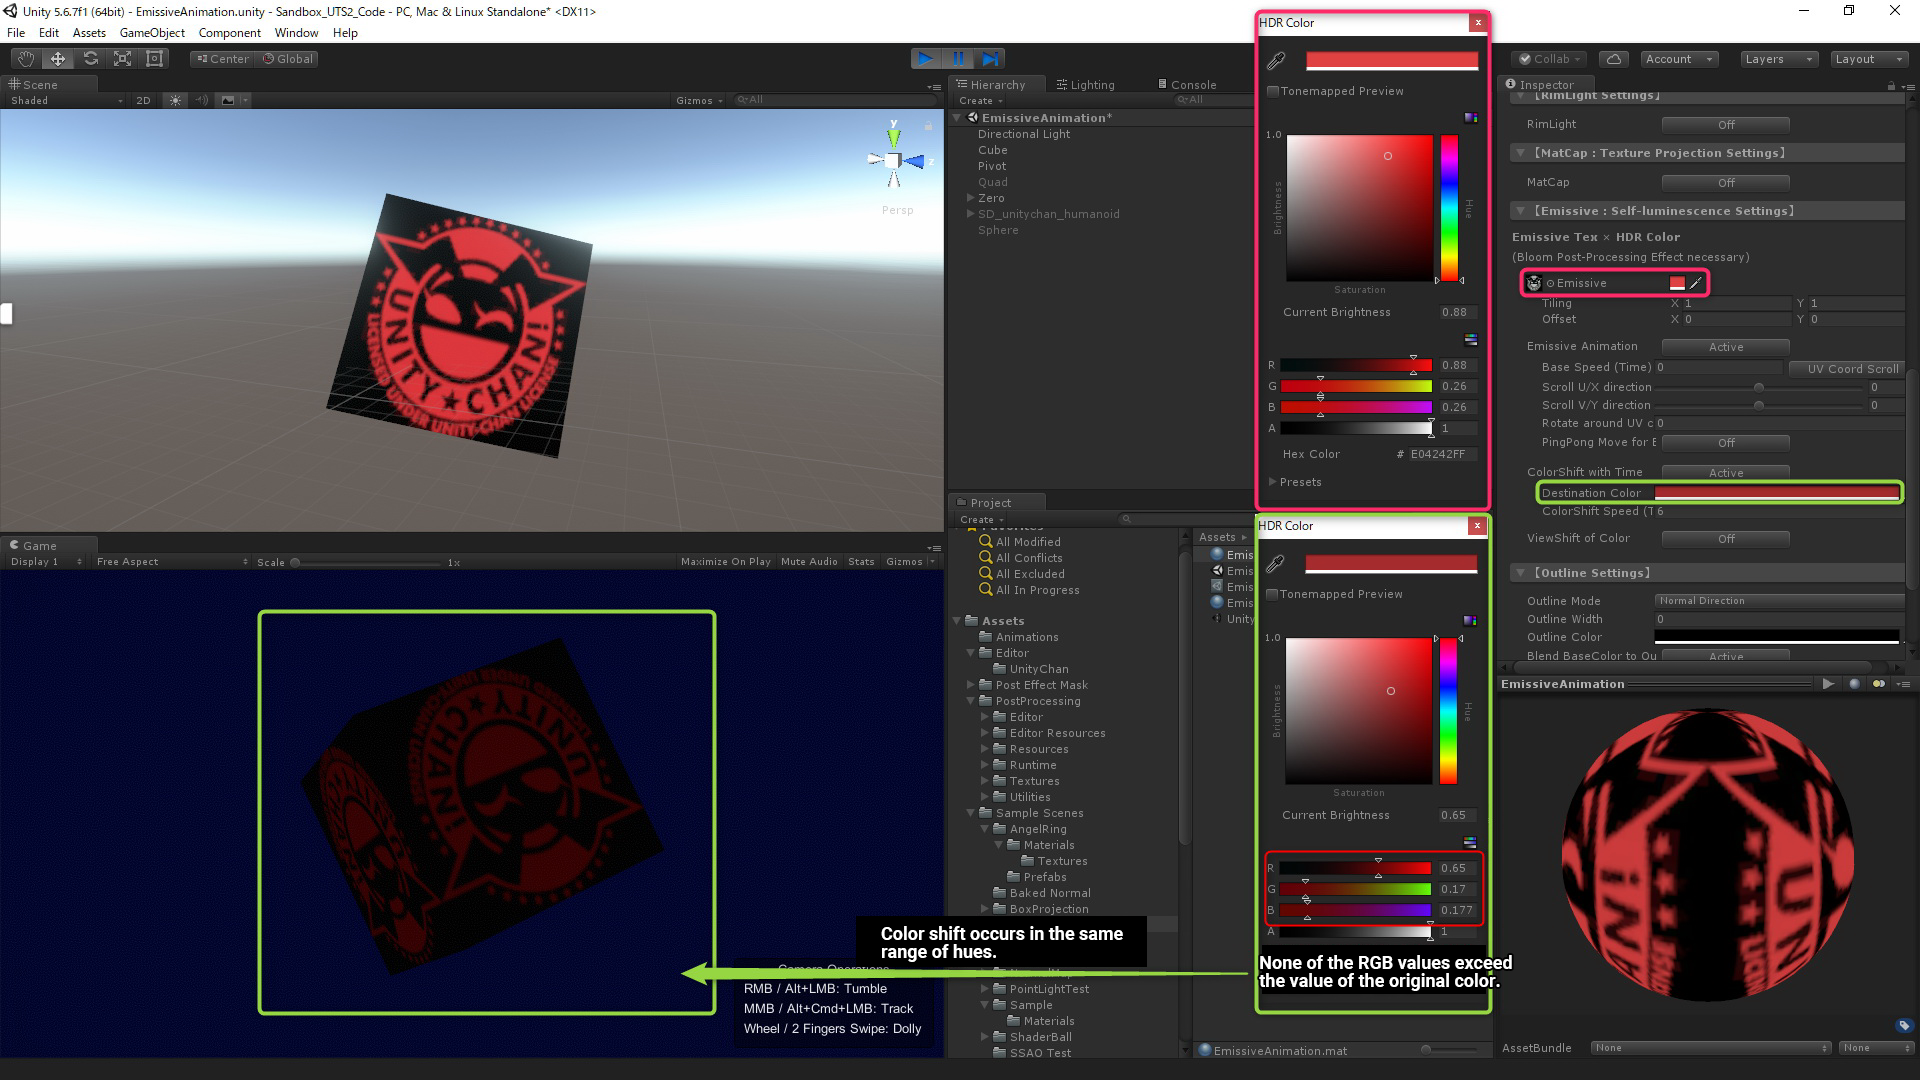 Unity 5.6.7f1 (64bit) - EmissiveAnimation.unity - Sandbox_UTS2_Code - PC, Mac & Linux Standalone* <DX11>
File Edit Assets GameObject Component Window Help
Center Global
Collab Account Layers Layout
Scene
Shaded 2D Gizmos All
y
z
Persp
UNITY★CHAN!
LICENSED UNDER UNITY-CHAN LICENSE
Game
Display 1 Free Aspect Scale 1x Maximize On Play Mute Audio Stats Gizmos
UNITY★CHAN!
Color shift occurs in the same
range of hues.
RMB / Alt+LMB: Tumble
MMB / Alt+Cmd+LMB: Track
Wheel / 2 Fingers Swipe: Dolly
Hierarchy Lighting Console
Create All
EmissiveAnimation*
Directional Light
Cube
Pivot
Quad
Zero
SD_unitychan_humanoid
Sphere
Project
Create
Favorites
All Modified
All Conflicts
All Excluded
All In Progress
Assets
Animations
Editor
UnityChan
Post Effect Mask
PostProcessing
Editor
Editor Resources
Resources
Runtime
Textures
Utilities
Sample Scenes
AngelRing
Materials
Textures
Prefabs
Baked Normal
BoxProjection
PointLightTest
Sample
Materials
ShaderBall
SSAO Test
Assets
Emis
Emis
Emis
Emis
Unity
EmissiveAnimation.mat
HDR Color
Tonemapped Preview
1.0
Brightness
Hue
Saturation
Current Brightness 0.88
R 0.88
G 0.26
B 0.26
A 1
Hex Color # E04242FF
Presets
HDR Color
Tonemapped Preview
1.0
Brightness
Hue
Saturation
Current Brightness 0.65
R 0.65
G 0.17
B 0.177
A 1
None of the RGB values exceed
the value of the original color.
Inspector
【RimLight Settings】
RimLight Off
【MatCap : Texture Projection Settings】
MatCap Off
【Emissive : Self-luminescence Settings】
Emissive Tex × HDR Color
(Bloom Post-Processing Effect necessary)
Emissive
Tiling X 1 Y 1
Offset X 0 Y 0
Emissive Animation Active
Base Speed (Time) 0 UV Coord Scroll
Scroll U/X direction 0
Scroll V/Y direction 0
Rotate around UV c 0
PingPong Move for E Off
ColorShift with Time Active
Destination Color
ColorShift Speed (T 6
ViewShift of Color Off
【Outline Settings】
Outline Mode Normal Direction
Outline Width 0
Outline Color
Blend BaseColor to Ou Active
EmissiveAnimation
AssetBundle None None